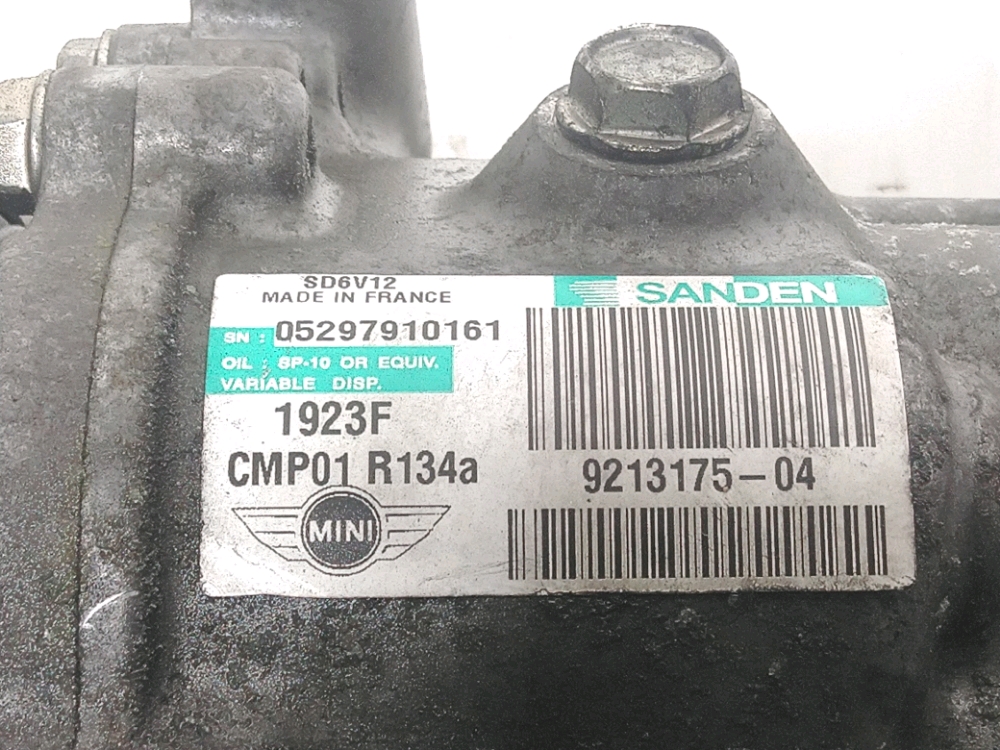 SD6V12
MADE IN FRANCE
SANDEN
SN : 05297910161
OIL : SP-10 OR EQUIV.
VARIABLE DISP.
1923F
CMP01 R134a
9213175-04
MINI